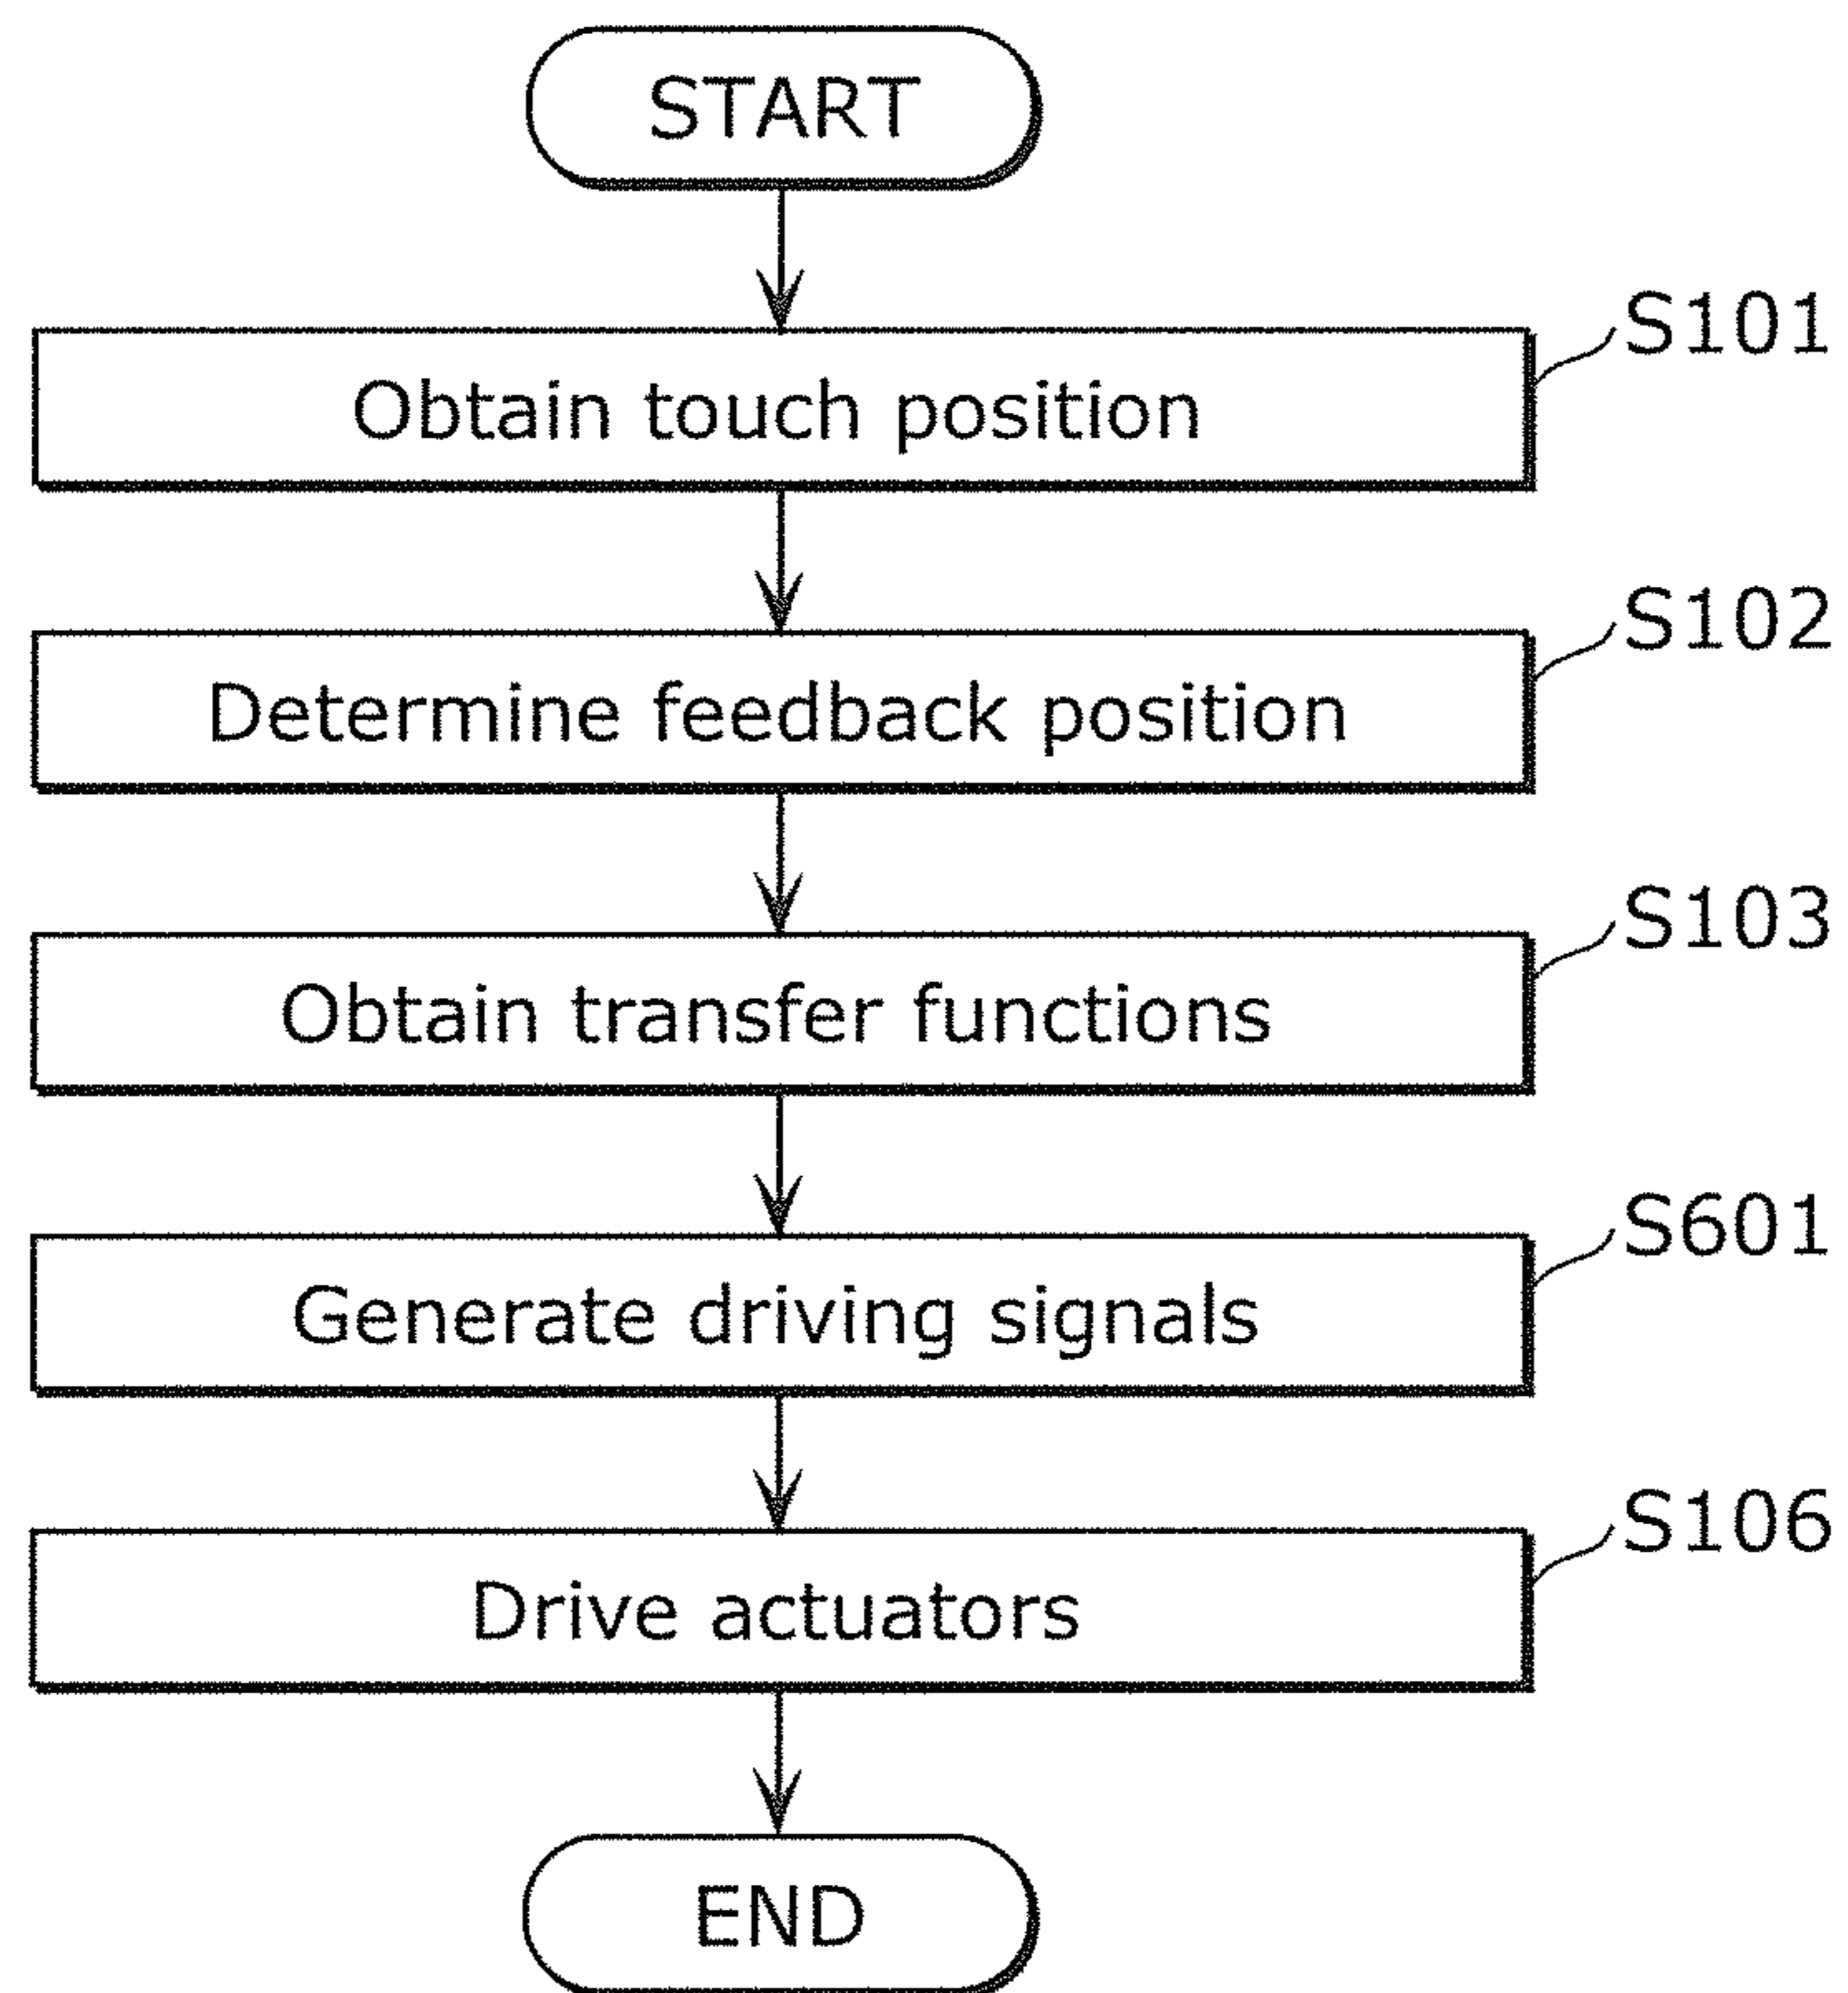 START
S101
Obtain touch position
S102
Determine feedback position
S103
Obtain transfer functions
S601
Generate driving signals
S106
Drive actuators
END